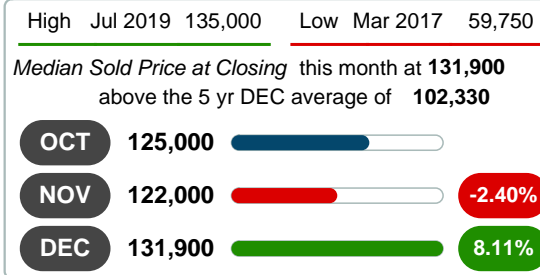 High Jul 2019 135,000 Low Mar 2017 59,750
Median Sold Price at Closing this month at 131,900
above the 5 yr DEC average of 102,330
OCT 125,000
NOV 122,000 -2.40%
DEC 131,900 8.11%